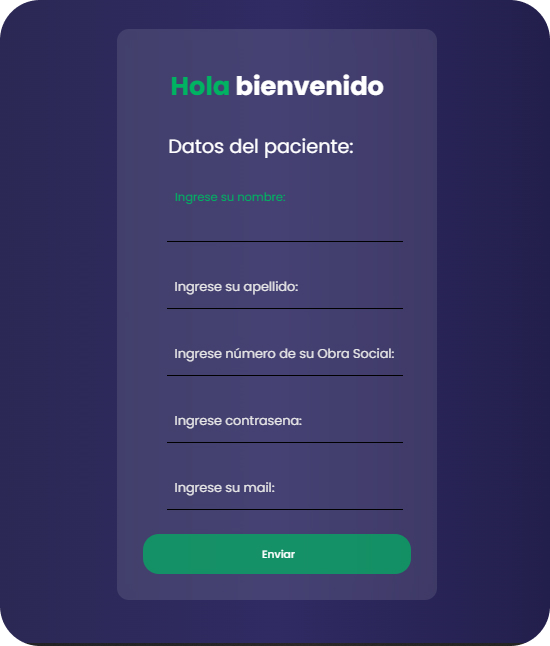 Hola bienvenido
Datos del paciente:
Ingrese su nombre:
Ingrese su apellido:
Ingrese número de su Obra Social:
Ingrese contrasena:
Ingrese su mail:
Enviar